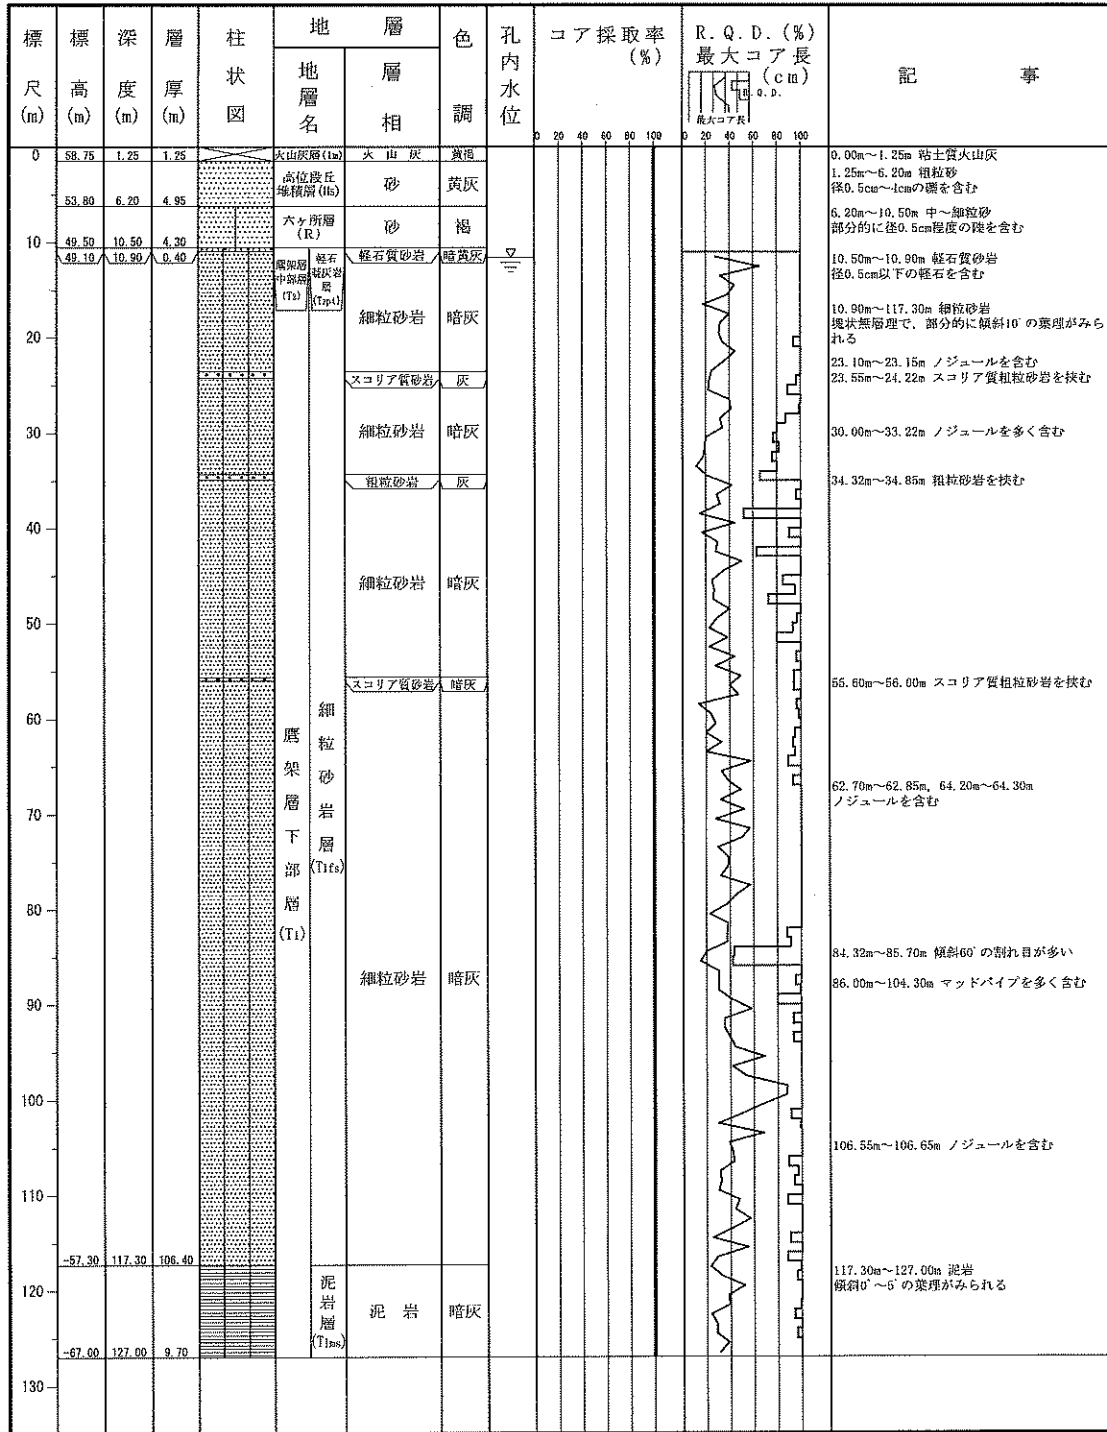 標尺(m) 標高(m) 深度(m) 層厚(m) 柱状図 地層 色調 孔内水位 コア採取率(%) R.Q.D.(%) 記事
地層名 層相 最大コア長(cm)
R.Q.D.
最大コア長
0 20 40 60 80 100 0 20 40 60 80 100
0 58.75 1.25 1.25 火山灰層(lm) 火山灰 黄褐
0.00m~1.25m 粘土質火山灰
53.80 6.20 4.95 高位段丘堆積層(Hs) 砂 黄灰
1.25m~6.20m 粗粒砂
径0.5cm~4cmの礫を含む
10 49.50 10.50 4.30 六ヶ所層(R) 砂 褐
6.20m~10.50m 中~細粒砂
部分的に径0.5cm程度の礫を含む
49.10 10.90 0.40 鷹架層中部層(T2) 軽石凝灰岩層(T2pt) 軽石質砂岩 暗黄灰
10.50m~10.90m 軽石質砂岩
径0.5cm以下の軽石を含む
細粒砂岩 暗灰
10.90m~117.30m 細粒砂岩
塊状無層理で、部分的に傾斜10°の葉理がみられる
20
23.10m~23.15m ノジュールを含む
スコリア質砂岩 灰
23.55m~24.22m スコリア質粗粒砂岩を挟む
30 細粒砂岩 暗灰
30.00m~33.22m ノジュールを多く含む
粗粒砂岩 灰
34.32m~34.85m 粗粒砂岩を挟む
40
細粒砂岩 暗灰
50
スコリア質砂岩 暗灰
55.60m~56.00m スコリア質粗粒砂岩を挟む
60
62.70m~62.85m, 64.20m~64.30m
ノジュールを含む
70
鷹架層下部層(T1) 細粒砂岩層(T1fs)
80
84.32m~85.70m 傾斜60°の割れ目が多い
細粒砂岩 暗灰
86.00m~104.30m マッドパイプを多く含む
90
100
106.55m~106.65m ノジュールを含む
110
-57.30 117.30 106.40
117.30m~127.00m 泥岩
傾斜0°~5°の葉理がみられる
120 泥岩層(T1ms) 泥岩 暗灰
-67.00 127.00 9.70
130